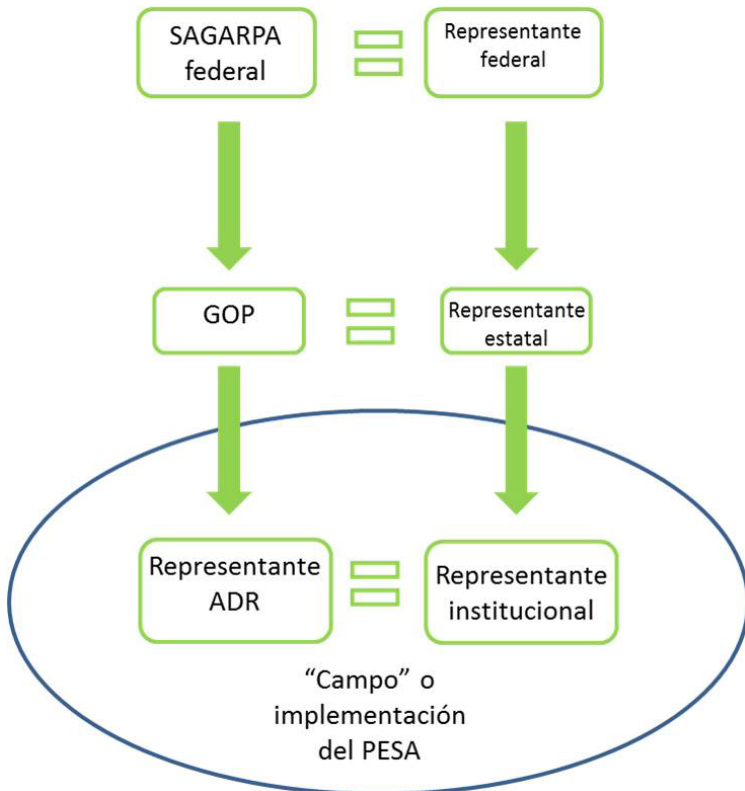 SAGARPA
federal
Representante
federal
GOP
Representante
estatal
Representante
ADR
Representante
institucional
“Campo” o
implementación
del PESA